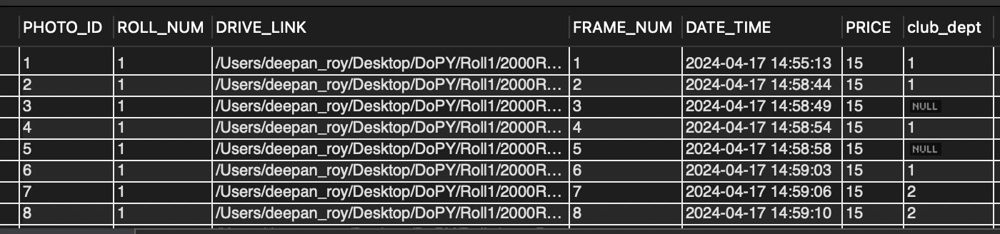 PHOTO_ID ROLL_NUM DRIVE_LINK FRAME_NUM DATE_TIME PRICE club_dept
1 1 /Users/deepan_roy/Desktop/DoPY/Roll1/2000R... 1 2024-04-17 14:55:13 15 1
2 1 /Users/deepan_roy/Desktop/DoPY/Roll1/2000R... 2 2024-04-17 14:58:44 15 1
3 1 /Users/deepan_roy/Desktop/DoPY/Roll1/2000R... 3 2024-04-17 14:58:49 15 NULL
4 1 /Users/deepan_roy/Desktop/DoPY/Roll1/2000R... 4 2024-04-17 14:58:54 15 1
5 1 /Users/deepan_roy/Desktop/DoPY/Roll1/2000R... 5 2024-04-17 14:58:58 15 NULL
6 1 /Users/deepan_roy/Desktop/DoPY/Roll1/2000R... 6 2024-04-17 14:59:03 15 1
7 1 /Users/deepan_roy/Desktop/DoPY/Roll1/2000R... 7 2024-04-17 14:59:06 15 2
8 1 /Users/deepan_roy/Desktop/DoPY/Roll1/2000R... 8 2024-04-17 14:59:10 15 2